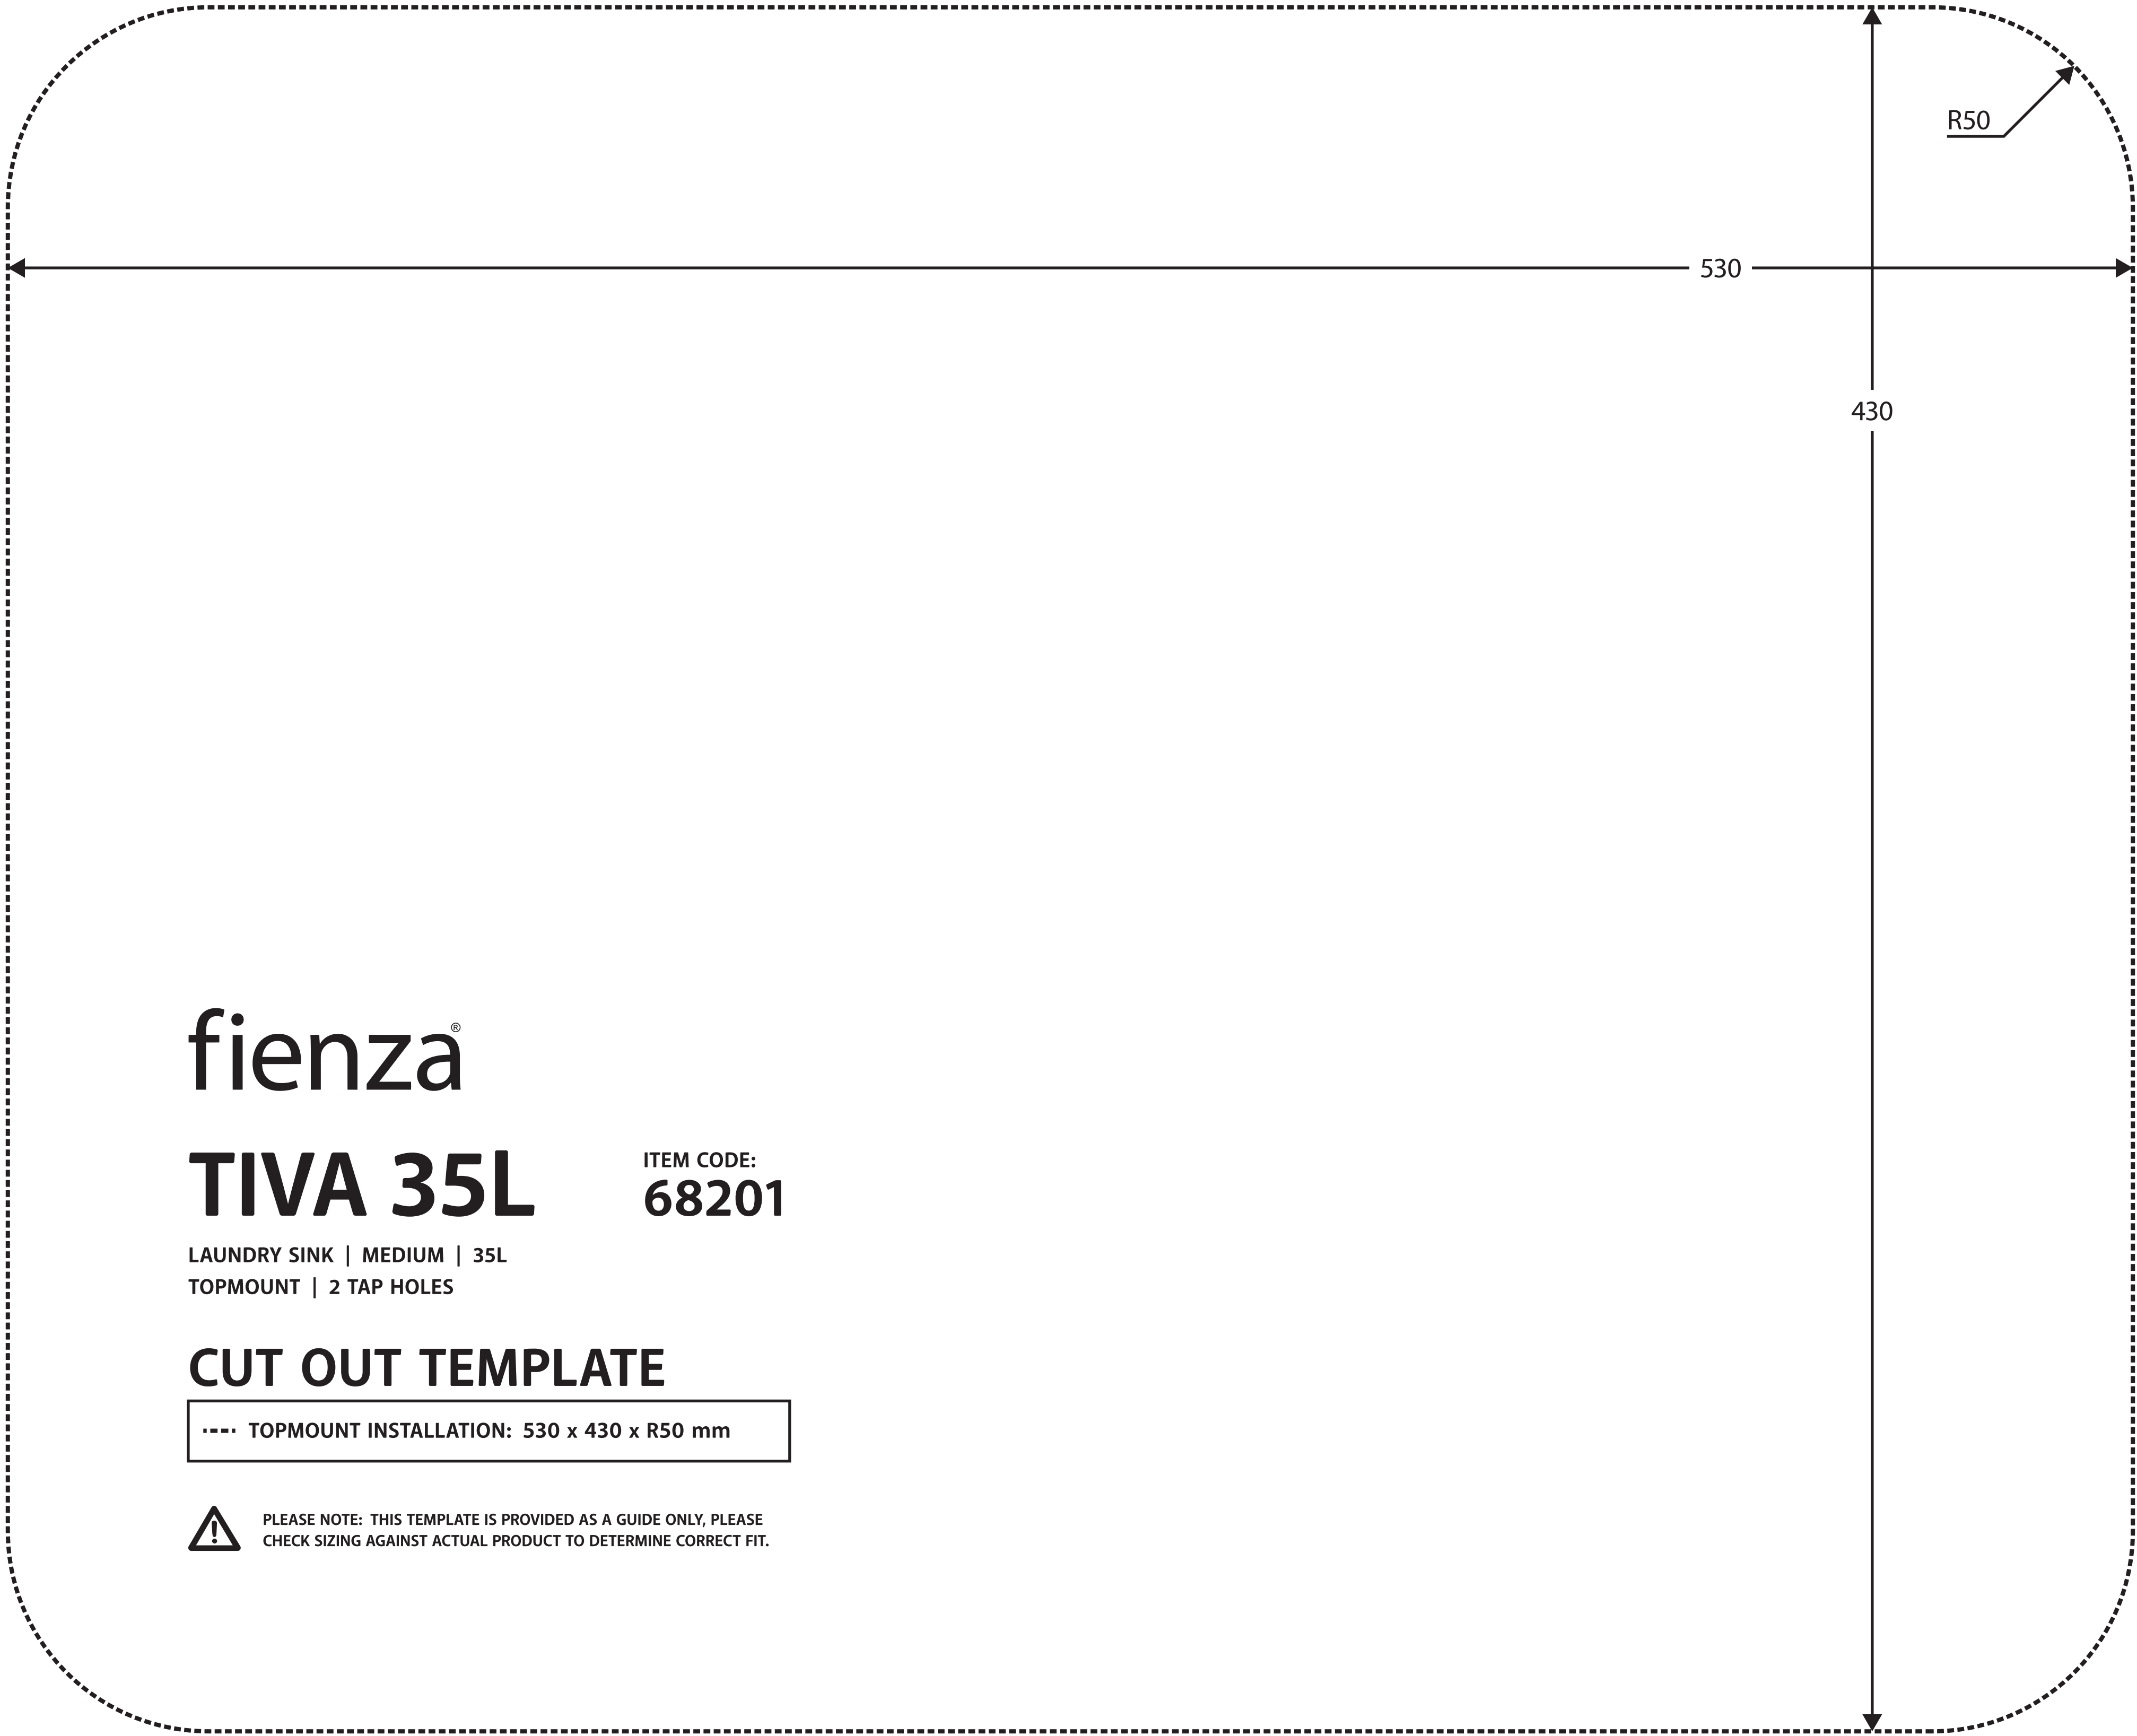 R50
530
430
fienza®
TIVA 35L
ITEM CODE:
68201
LAUNDRY SINK | MEDIUM | 35L
TOPMOUNT | 2 TAP HOLES
CUT OUT TEMPLATE
TOPMOUNT INSTALLATION: 530 x 430 x R50 mm
PLEASE NOTE: THIS TEMPLATE IS PROVIDED AS A GUIDE ONLY, PLEASE
CHECK SIZING AGAINST ACTUAL PRODUCT TO DETERMINE CORRECT FIT.